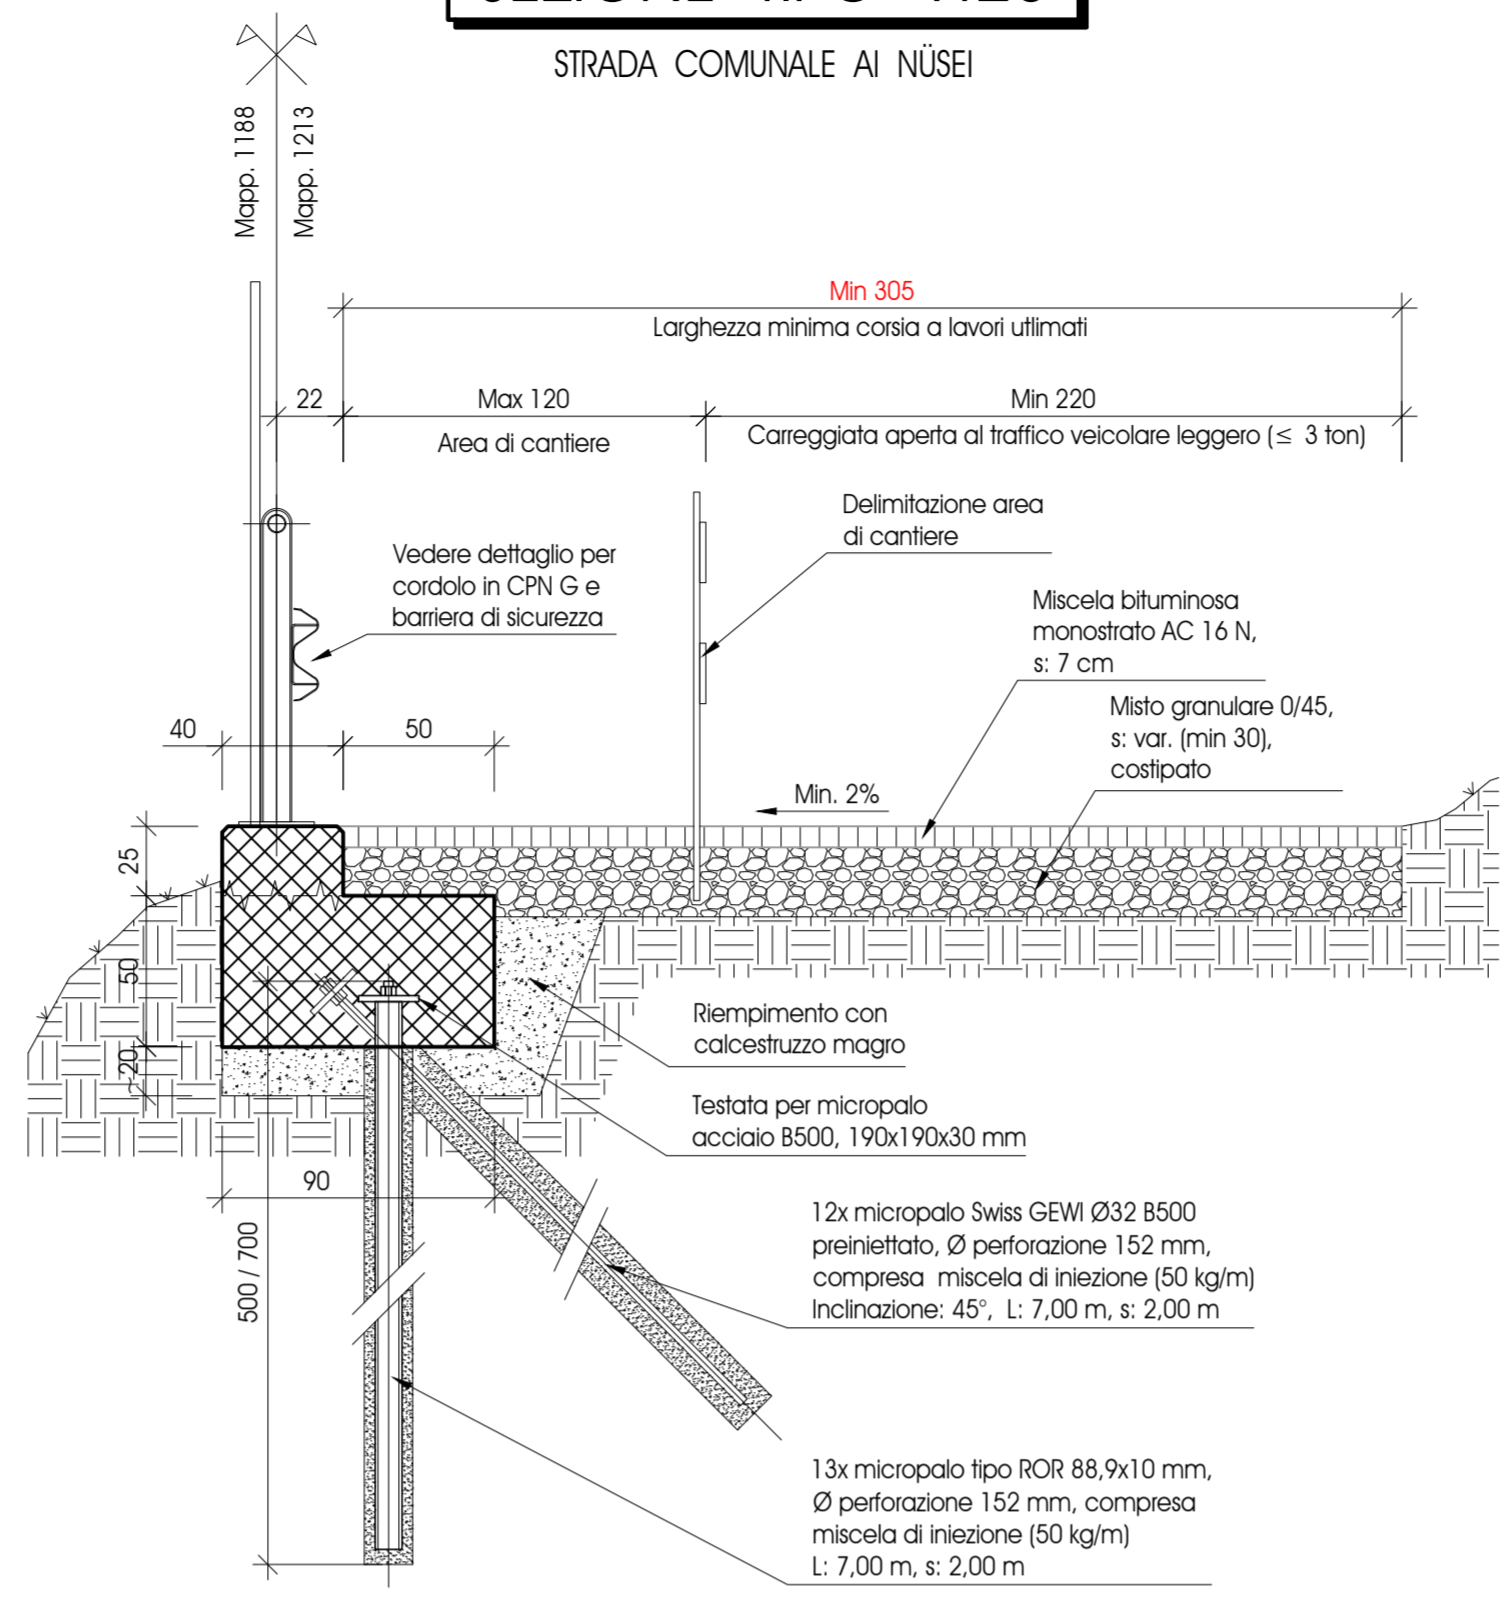 STRADA COMUNALE AI NÜSEI
Mapp. 1188
Mapp. 1213
Min 305
Larghezza minima corsia a lavori utlimati
22
Max 120
Min 220
Area di cantiere
Carreggiata aperta al traffico veicolare leggero (≤ 3 ton)
Delimitazione area
di cantiere
Vedere dettaglio per
cordolo in CPN G e
barriera di sicurezza
Miscela bituminosa
monostrato AC 16 N,
s: 7 cm
Misto granulare 0/45,
s: var. (min 30),
costipato
40
50
Min. 2%
25
50
~20
Riempimento con
calcestruzzo magro
Testata per micropalo
acciaio B500, 190x190x30 mm
90
500 / 700
12x micropalo Swiss GEWI Ø32 B500
preiniettato, Ø perforazione 152 mm,
compresa miscela di iniezione (50 kg/m)
Inclinazione: 45°, L: 7,00 m, s: 2,00 m
13x micropalo tipo ROR 88,9x10 mm,
Ø perforazione 152 mm, compresa
miscela di iniezione (50 kg/m)
L: 7,00 m, s: 2,00 m